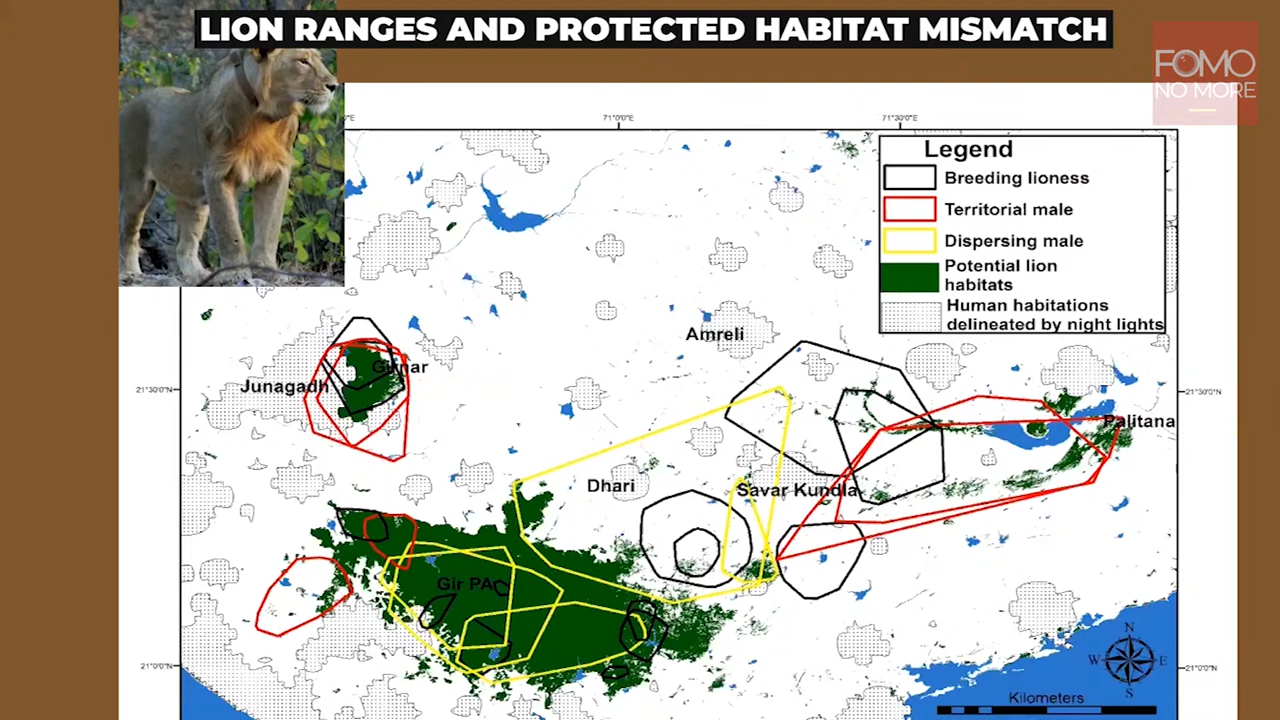 LION RANGES AND PROTECTED HABITAT MISMATCH
FOMO
NO MORE
71°0'0"E
71°30'0"E
Legend
Breeding lioness
Territorial male
Dispersing male
Potential lion
habitats
Human habitations
delineated by night lights
Amreli
Girnar
Junagadh
21°30'0"N
21°30'0"N
Palitana
Dhari
Savar Kundla
Gir PA
21°0'0"N
21°0'0"N
N
W
E
S
Kilometers